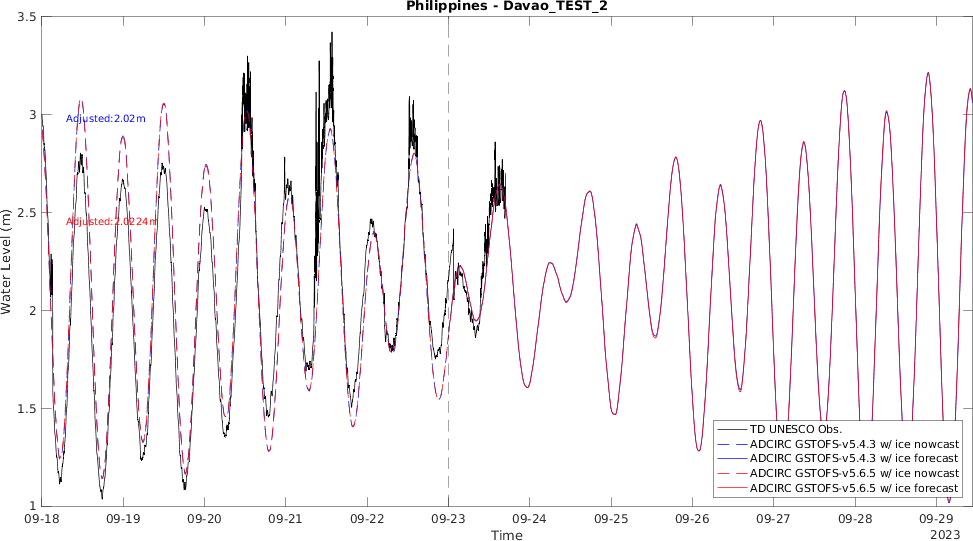 Philippines - Davao_TEST_2
3.5
3
2.5
2
1.5
1
Water Level (m)
Adjusted:2.02m
Adjusted:2.0224m
TD UNESCO Obs.
ADCIRC GSTOFS-v5.4.3 w/ ice nowcast
ADCIRC GSTOFS-v5.4.3 w/ ice forecast
ADCIRC GSTOFS-v5.6.5 w/ ice nowcast
ADCIRC GSTOFS-v5.6.5 w/ ice forecast
09-18 09-19 09-20 09-21 09-22 09-23 09-24 09-25 09-26 09-27 09-28 09-29
2023
Time